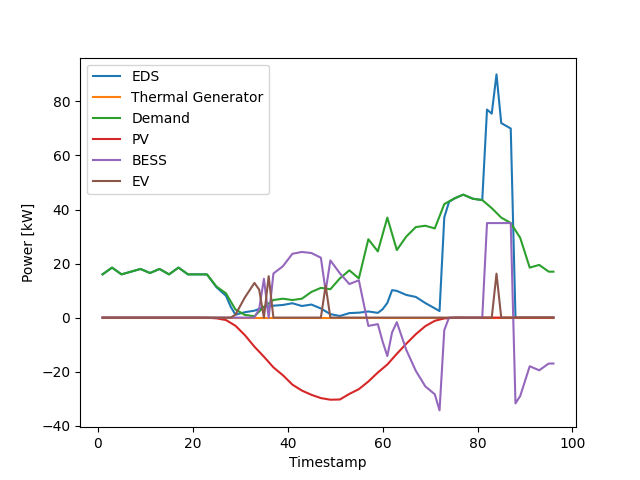 EDS
Thermal Generator
Demand
PV
BESS
EV
Power [kW]
80
60
40
20
0
−20
−40
0 20 40 60 80 100
Timestamp